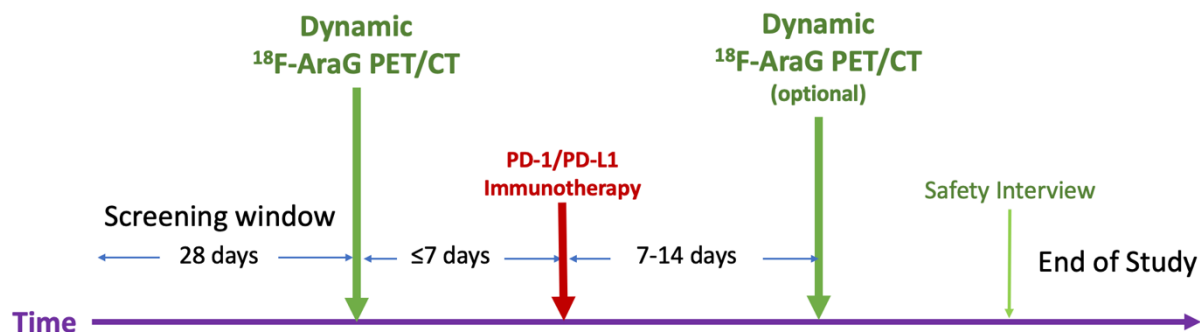 Dynamic
¹⁸F-AraG PET/CT
Dynamic
¹⁸F-AraG PET/CT
(optional)
PD-1/PD-L1
Immunotherapy
Safety Interview
Screening window
28 days
≤7 days
7-14 days
End of Study
Time